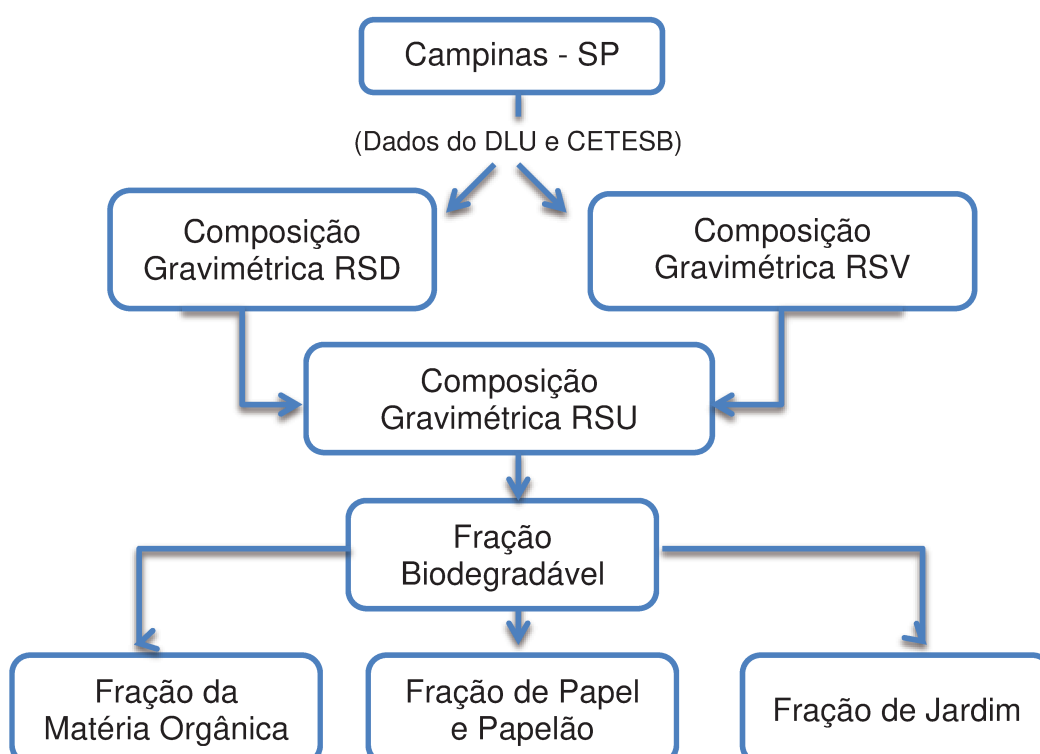 Campinas - SP
(Dados do DLU e CETESB)
Composição
Gravimétrica RSD
Composição
Gravimétrica RSV
Composição
Gravimétrica RSU
Fração
Biodegradável
Fração da
Matéria Orgânica
Fração de Papel
e Papelão
Fração de Jardim